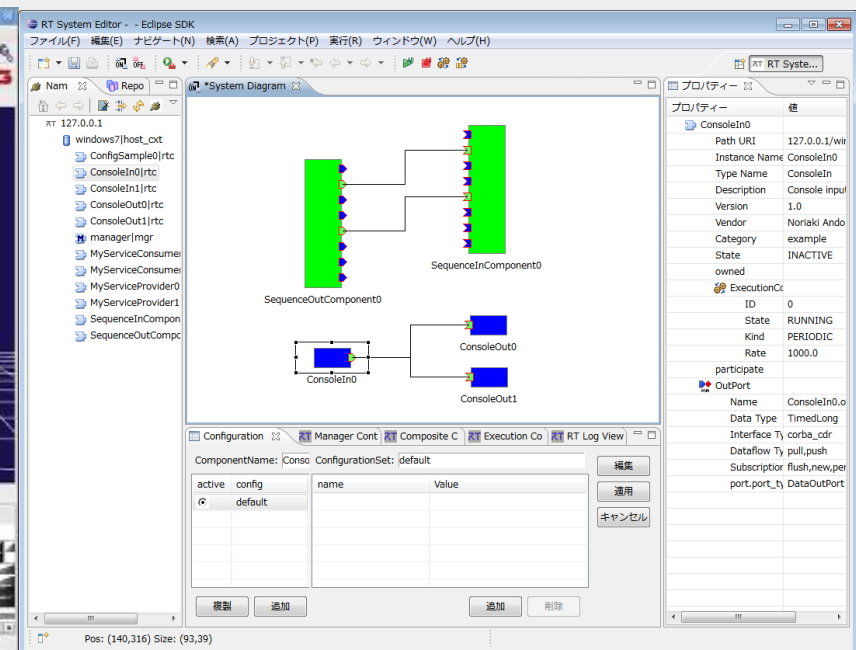 RT System Editor - - Eclipse SDK
ファイル(F) 編集(E) ナビゲート(N) 検索(A) プロジェクト(P) 実行(R) ウィンドウ(W) ヘルプ(H)
ON! OFF!
RT RT Syste...
Nam Repo
RT 127.0.0.1
windows7|host_cxt
ConfigSample0|rtc
ConsoleIn0|rtc
ConsoleIn1|rtc
ConsoleOut0|rtc
ConsoleOut1|rtc
manager|mgr
MyServiceConsumer
MyServiceConsumer
MyServiceProvider0
MyServiceProvider1
SequenceInCompon
SequenceOutCompo
*System Diagram
SequenceInComponent0
SequenceOutComponent0
ConsoleOut0
ConsoleIn0
ConsoleOut1
Configuration RT Manager Cont RT Composite C RT Execution Co RT RT Log View
ComponentName: Conso ConfigurationSet: default
編集
active config name Value
適用
default
キャンセル
複製 追加 追加 削除
プロパティー
プロパティー 値
ConsoleIn0
Path URI 127.0.0.1/wir
Instance Name ConsoleIn0
Type Name ConsoleIn
Description Console input
Version 1.0
Vendor Noriaki Ando
Category example
State INACTIVE
owned
ExecutionCo
ID 0
State RUNNING
Kind PERIODIC
Rate 1000.0
participate
OutPort
Name ConsoleIn0.o
Data Type TimedLong
Interface Ty corba_cdr
Dataflow Ty pull,push
Subscription flush,new,per
port.port_ty DataOutPort
Pos: (140,316) Size: (93,39)